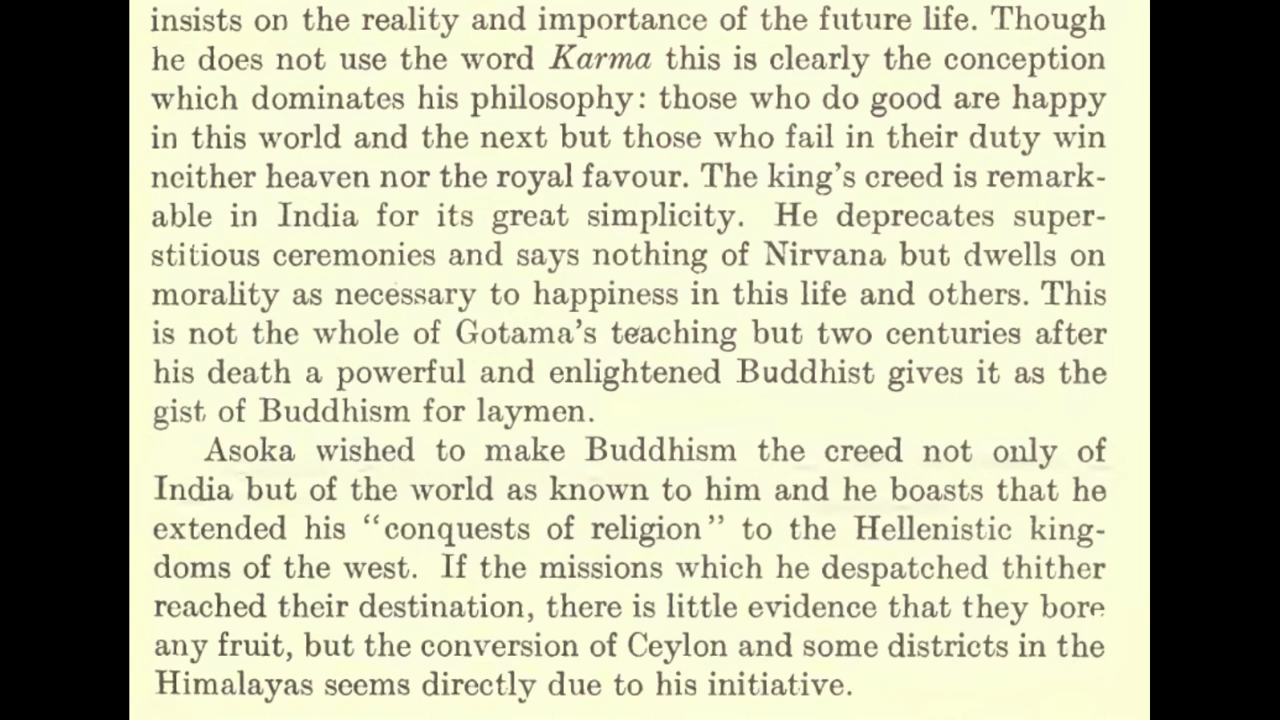 insists on the reality and importance of the future life. Though
he does not use the word Karma this is clearly the conception
which dominates his philosophy: those who do good are happy
in this world and the next but those who fail in their duty win
neither heaven nor the royal favour. The king's creed is remark-
able in India for its great simplicity. He deprecates super-
stitious ceremonies and says nothing of Nirvana but dwells on
morality as necessary to happiness in this life and others. This
is not the whole of Gotama's teaching but two centuries after
his death a powerful and enlightened Buddhist gives it as the
gist of Buddhism for laymen.
Asoka wished to make Buddhism the creed not only of
India but of the world as known to him and he boasts that he
extended his “conquests of religion” to the Hellenistic king-
doms of the west. If the missions which he despatched thither
reached their destination, there is little evidence that they bore
any fruit, but the conversion of Ceylon and some districts in the
Himalayas seems directly due to his initiative.